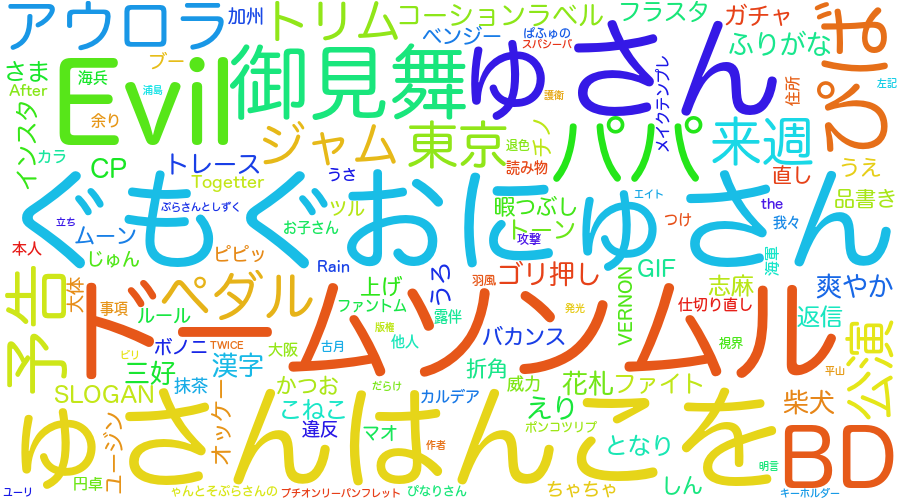 アウロラ
加州
トリム
コーションラベル
フラスタ
ガチャ
ぱふゅの
スパシーバ
ベンジー
ふりがな
さま
海兵
ブー
After
浦島
余り
Evil
御見舞
ゅさん
護衛
メイクテンプレ
住所
左記
ぱぴ
インスタ
カラ
CP
トレース
ジャム
東京
チノ
退色
読み物
パパ
来週
直し
うえ
品書き
うさ
Togetter
ツル
お子さん
暇つぶし
エイト
つけ
the
我々
ぶらさんとしずく
立ち
ぐもぐおにゅさん
本人
ムーン
じゅん
ピピッ
トーン
攻撃
海軍
Rain
うろ
羽風
ゴリ押し
GIF
志麻
爽やか
予告
大体
事項
ペダル
上げ
ファントム
露伴
VERNON
仕切り直し
返信
ルール
ドームソンムル
版権
発光
ボノニ
TWICE
大阪
古月
他人
バカンス
視界
公演
ビリ
三好
漢字
抹茶
折角
平山
SLOGAN
かつお
だらけ
カルデア
威力
花札
ファイト
柴犬
こねこ
オッケー
えり
ポンコツリプ
ユージン
違反
マオ
作者
となり
ゅさんはんこを
BD
明言
円卓
ユーリ
ゃんとそぶらさんの
プチオンリーパンフレット
ぴなりさん
ちゃちゃ
しん
キーホルダー